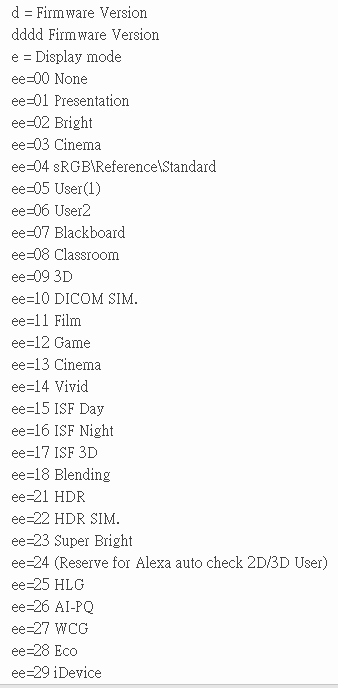 d = Firmware Version
dddd Firmware Version
e = Display mode
ee=00 None
ee=01 Presentation
ee=02 Bright
ee=03 Cinema
ee=04 sRGB\Reference\Standard
ee=05 User(1)
ee=06 User2
ee=07 Blackboard
ee=08 Classroom
ee=09 3D
ee=10 DICOM SIM.
ee=11 Film
ee=12 Game
ee=13 Cinema
ee=14 Vivid
ee=15 ISF Day
ee=16 ISF Night
ee=17 ISF 3D
ee=18 Blending
ee=21 HDR
ee=22 HDR SIM.
ee=23 Super Bright
ee=24 (Reserve for Alexa auto check 2D/3D User)
ee=25 HLG
ee=26 AI-PQ
ee=27 WCG
ee=28 Eco
ee=29 iDevice